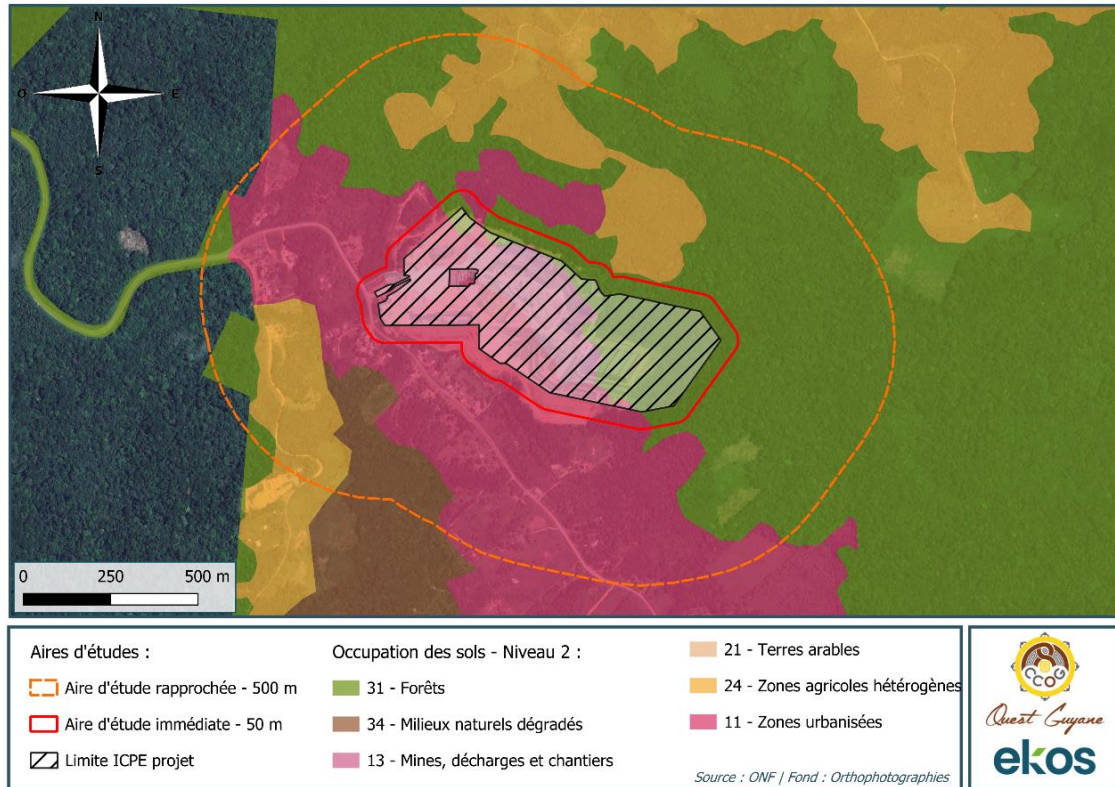 N
O
E
S
0 250 500 m
Aires d'études :
Aire d'étude rapprochée - 500 m
Aire d'étude immédiate - 50 m
Limite ICPE projet
Occupation des sols - Niveau 2 :
31 - Forêts
34 - Milieux naturels dégradés
13 - Mines, décharges et chantiers
21 - Terres arables
24 - Zones agricoles hétérogènes
11 - Zones urbanisées
Source : ONF / Fond : Orthophotographies
CCOG
Ouest Guyane
ekos